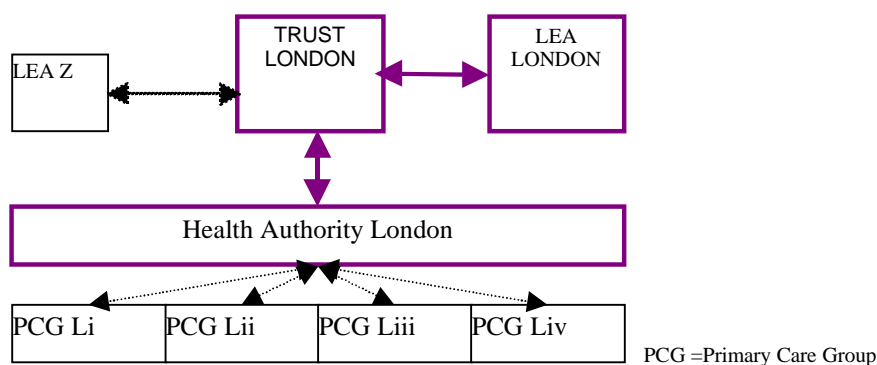 LEA Z
TRUST
LONDON
LEA
LONDON
Health Authority London
PCG Li
PCG Lii
PCG Liii
PCG Liv
PCG =Primary Care Group